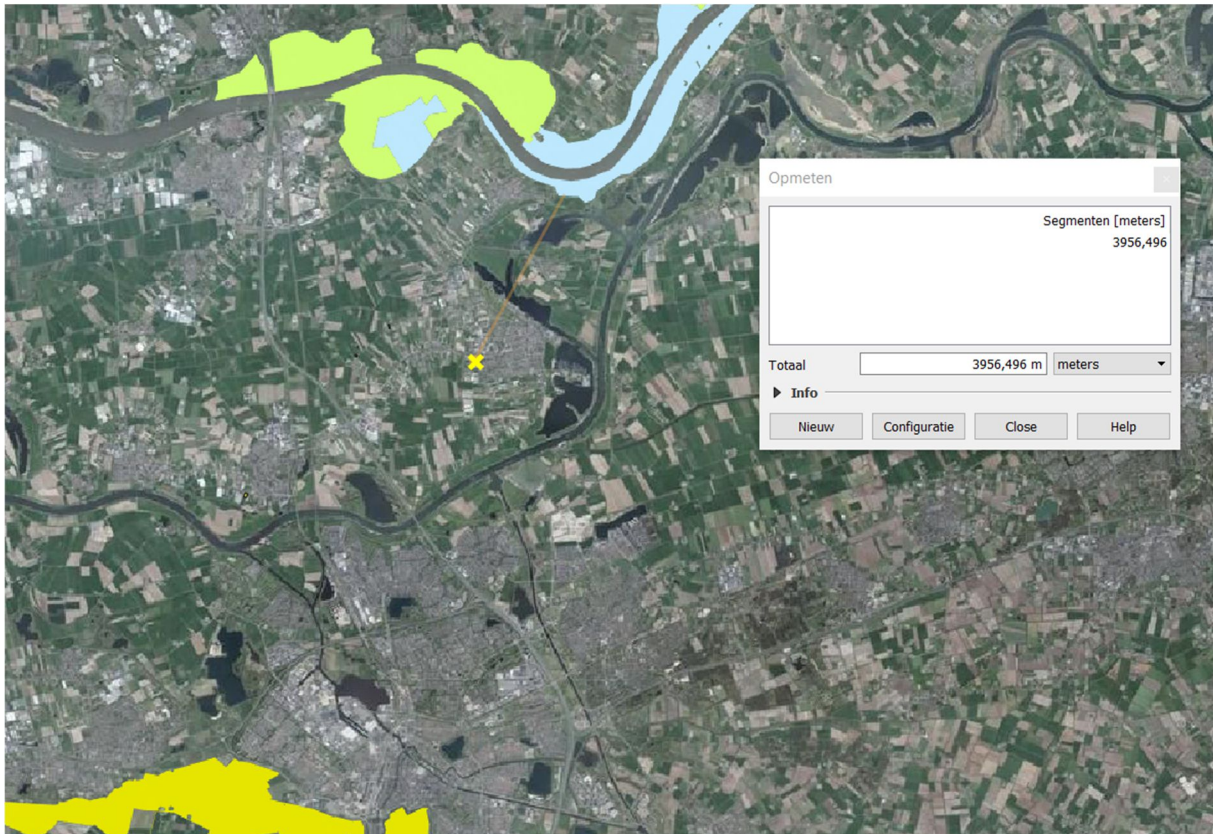 Opmeten
Segmenten [meters]
3956,496
Totaal 3956,496 m meters
Info
Nieuw Configuratie Close Help